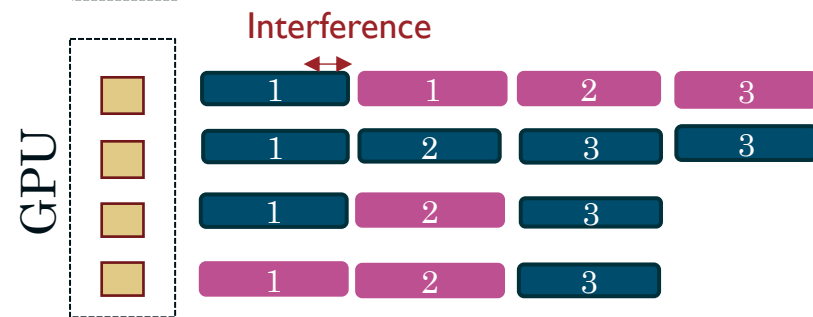 Interference
GPU
1 1 2 3
1 2 3 3
1 2 3
1 2 3